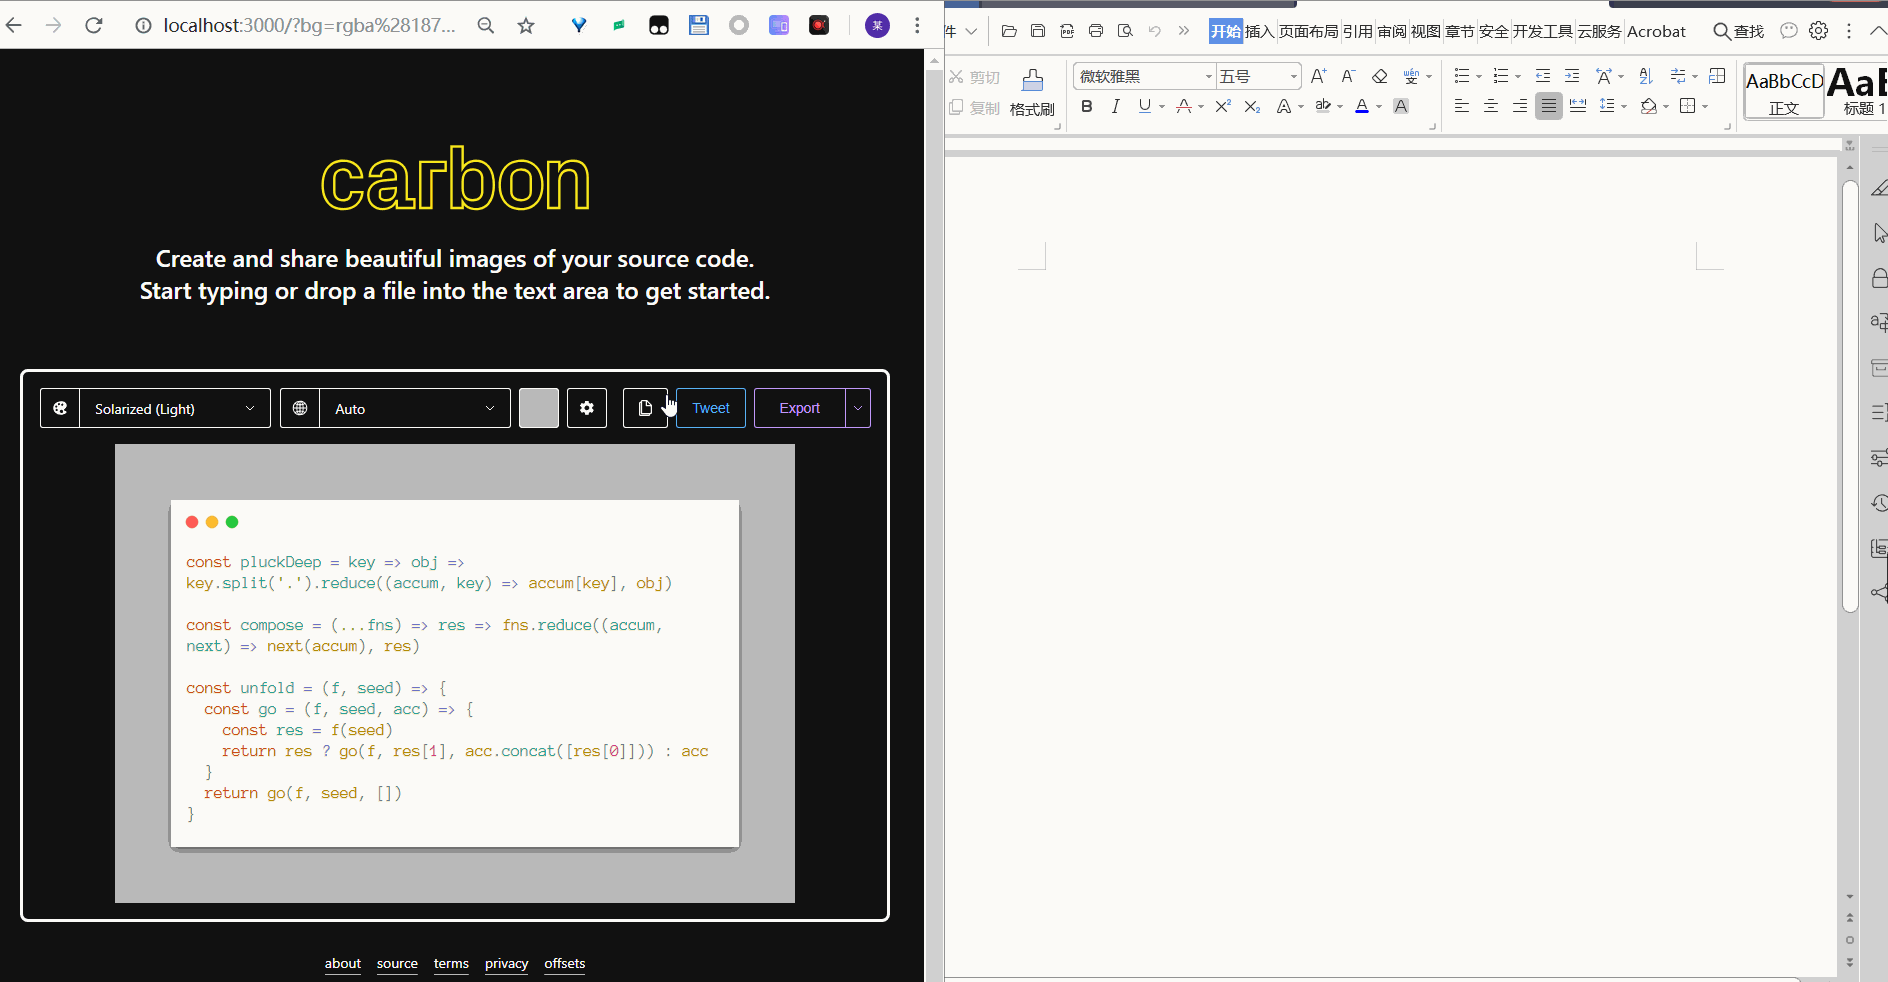 localhost:3000/?bg=rgba%28187...
某
carbon
Create and share beautiful images of your source code.
Start typing or drop a file into the text area to get started.
Solarized (Light)
Auto
Tweet
Export
const pluckDeep = key => obj =>
key.split('.').reduce((accum, key) => accum[key], obj)
const compose = (...fns) => res => fns.reduce((accum,
next) => next(accum), res)
const unfold = (f, seed) => {
const go = (f, seed, acc) => {
const res = f(seed)
return res ? go(f, res[1], acc.concat([res[0]])) : acc
}
return go(f, seed, [])
}
about source terms privacy offsets
件 开始 插入 页面布局 引用 审阅 视图 章节 安全 开发工具 云服务 Acrobat 查找
剪切
复制
格式刷
微软雅黑 五号
AaBbCcD
正文
标题 1